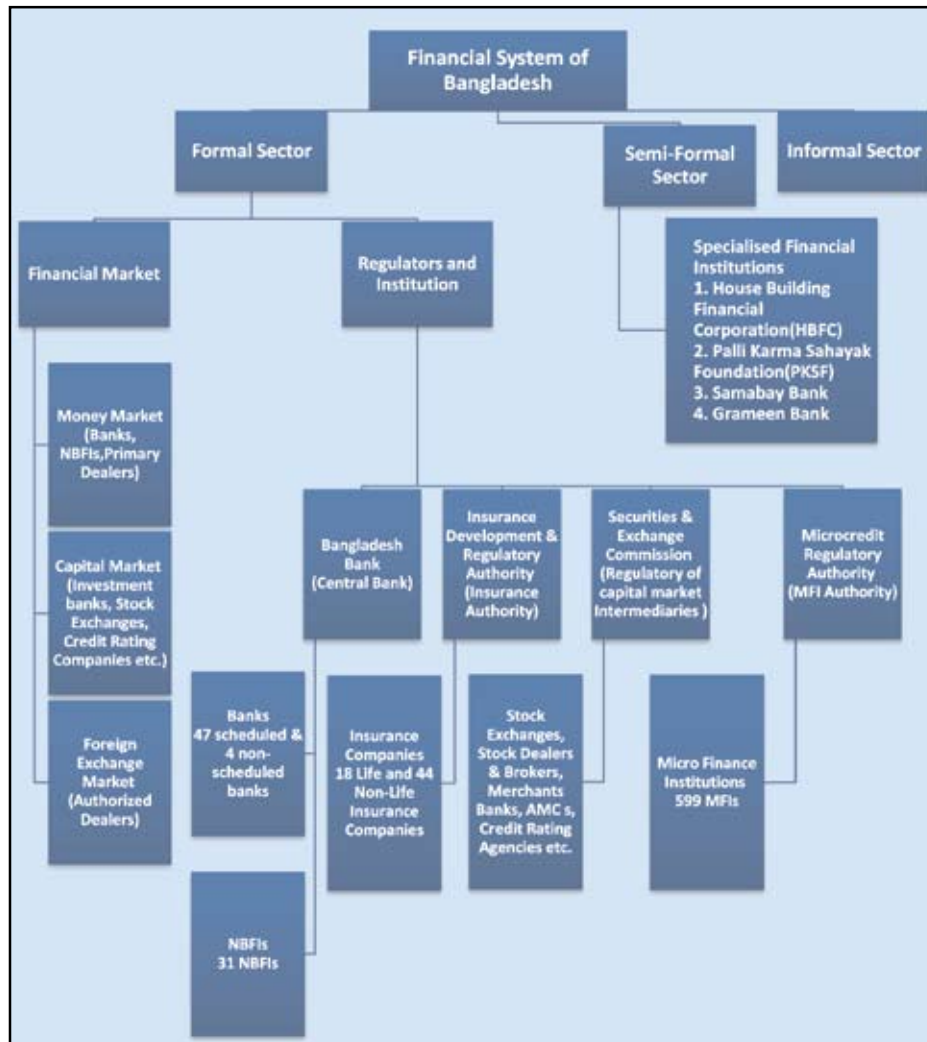 Financial System of
Bangladesh
Formal Sector
Semi-Formal
Sector
Informal Sector
Financial Market
Regulators and
Institution
Specialised Financial
Institutions
1. House Building
Financial
Corporation(HBFC)
2. Palli Karma Sahayak
Foundation(PKSF)
3. Samabay Bank
4. Grameen Bank
Money Market
(Banks,
NBFIs,Primary
Dealers)
Capital Market
(Investment
banks, Stock
Exchanges,
Credit Rating
Companies etc.)
Foreign
Exchange
Market
(Authorized
Dealers)
Bangladesh
Bank
(Central Bank)
Insurance
Development &
Regulatory
Authority
(Insurance
Authority)
Securities &
Exchange
Commission
(Regulatory of
capital market
Intermediaries )
Microcredit
Regulatory
Authority
(MFI Authority)
Banks
47 scheduled &
4 non-
scheduled
banks
Insurance
Companies
18 Life and 44
Non-Life
Insurance
Companies
Stock
Exchanges,
Stock Dealers
& Brokers,
Merchants
Banks, AMC s,
Credit Rating
Agencies etc.
Micro Finance
Institutions
599 MFIs
NBFIs
31 NBFIs